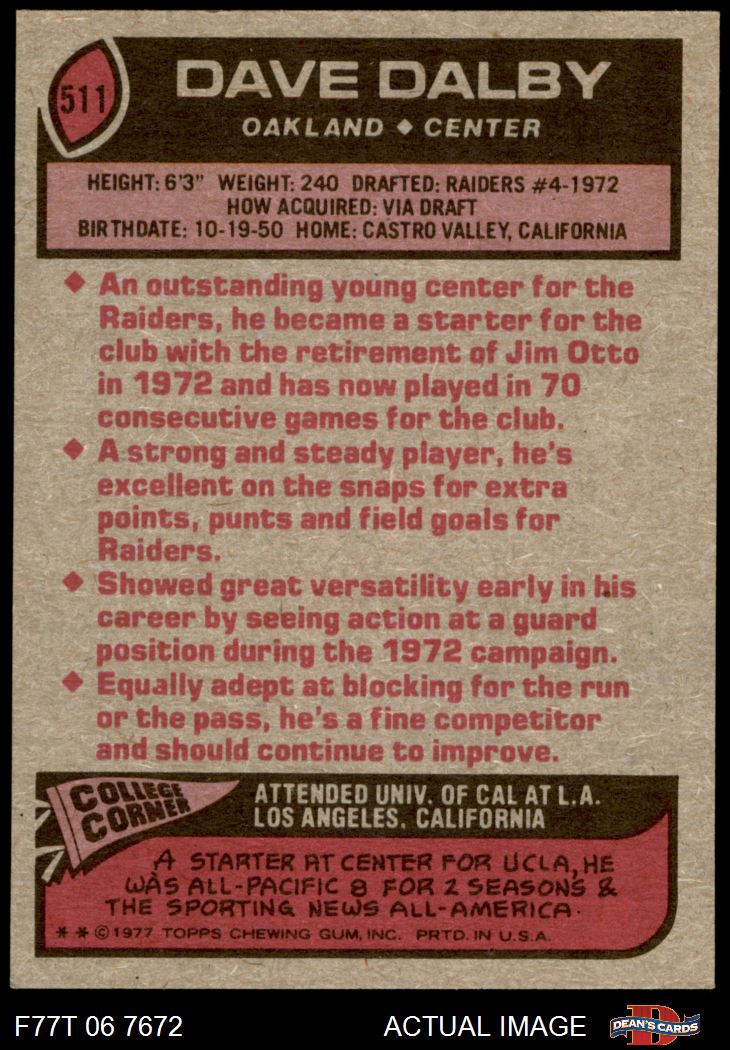 511
DAVE DALBY
OAKLAND ◆ CENTER
HEIGHT: 6'3" WEIGHT: 240 DRAFTED: RAIDERS #4-1972
HOW ACQUIRED: VIA DRAFT
BIRTHDATE: 10-19-50 HOME: CASTRO VALLEY, CALIFORNIA
◆ An outstanding young center for the
Raiders, he became a starter for the
club with the retirement of Jim Otto
in 1972 and has now played in 70
consecutive games for the club.
◆ A strong and steady player, he's
excellent on the snaps for extra
points, punts and field goals for
Raiders.
◆ Showed great versatility early in his
career by seeing action at a guard
position during the 1972 campaign.
◆ Equally adept at blocking for the run
or the pass, he's a fine competitor
and should continue to improve.
COLLEGE
CORNER
ATTENDED UNIV. OF CAL AT L.A.
LOS ANGELES, CALIFORNIA
A STARTER AT CENTER FOR UCLA, HE
WAS ALL-PACIFIC 8 FOR 2 SEASONS &
THE SPORTING NEWS ALL-AMERICA.
* * © 1977 TOPPS CHEWING GUM, INC. PRTD. IN U.S.A.
F77T 06 7672
ACTUAL IMAGE
D
DEAN'S CARDS